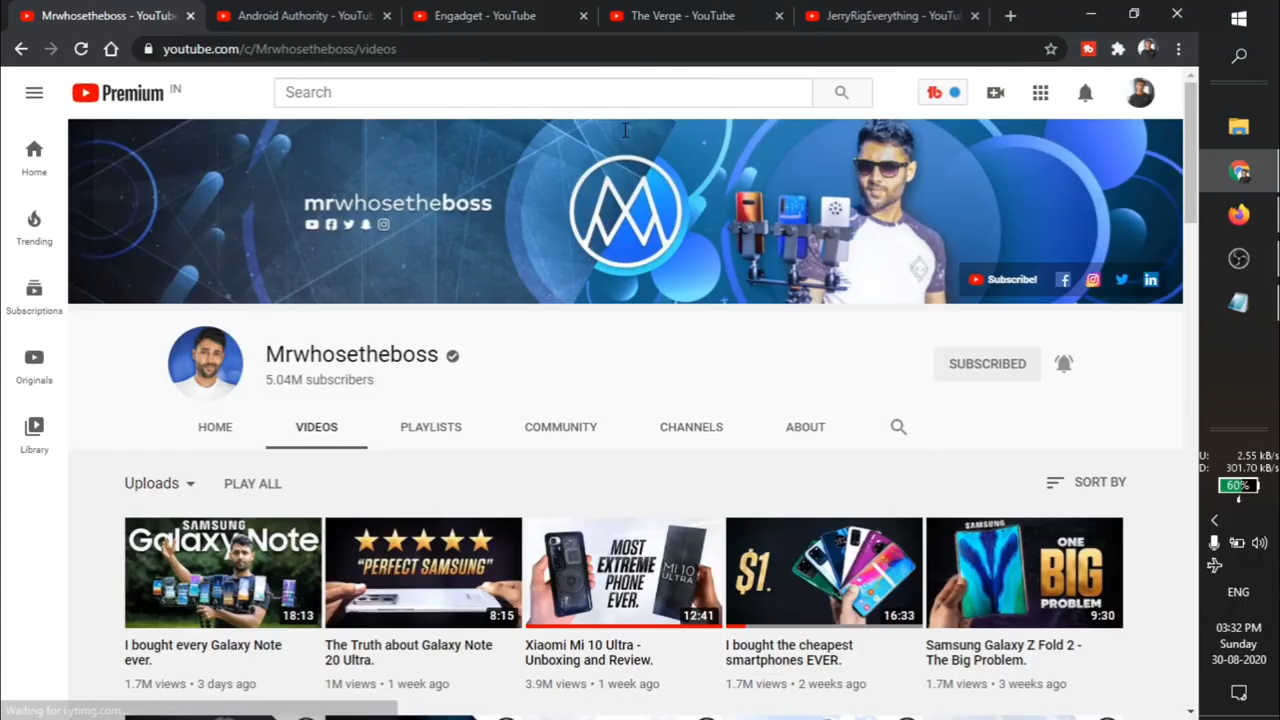 Mrwhosetheboss - YouTube
Android Authority - YouTu
Engadget - YouTube
The Verge - YouTube
JerryRigEverything - YouTu
youtube.com/c/Mrwhosetheboss/videos
Premium IN
Search
Home
Trending
Subscriptions
Originals
Library
mrwhosetheboss
Subscribe!
Mrwhosetheboss
5.04M subscribers
SUBSCRIBED
HOME
VIDEOS
PLAYLISTS
COMMUNITY
CHANNELS
ABOUT
Uploads
PLAY ALL
SORT BY
SAMSUNG
Galaxy Note
18:13
"PERFECT SAMSUNG"
8:15
MOST
EXTREME
PHONE
EVER.
MI 10
ULTRA
12:41
$1.
16:33
SAMSUNG
ONE
BIG
PROBLEM
9:30
I bought every Galaxy Note
ever.
1.7M views • 3 days ago
The Truth about Galaxy Note
20 Ultra.
1M views • 1 week ago
Xiaomi Mi 10 Ultra -
Unboxing and Review.
3.9M views • 1 week ago
I bought the cheapest
smartphones EVER.
1.7M views • 2 weeks ago
Samsung Galaxy Z Fold 2 -
The Big Problem.
1.7M views • 3 weeks ago
Waiting for i.ytimg.com...
U: 2.55 kB/s
D: 301.70 kB/s
60%
ENG
03:32 PM
Sunday
30-08-2020